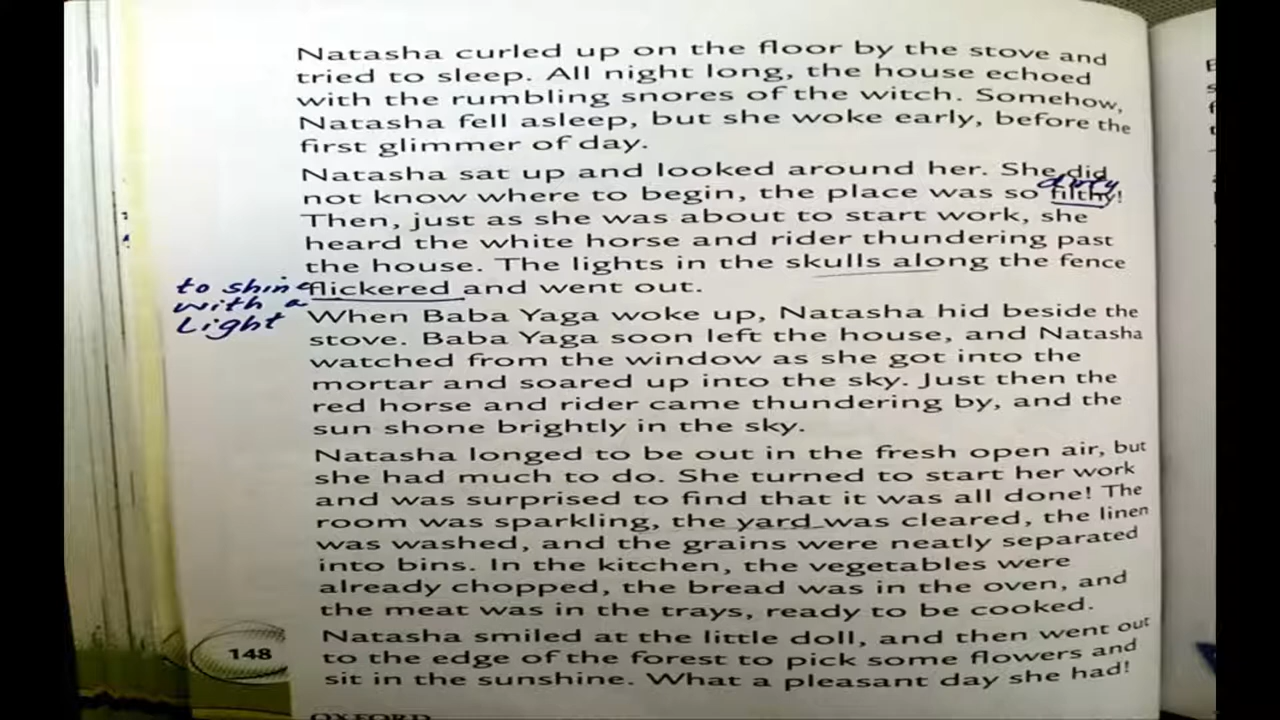 Natasha curled up on the floor by the stove and
tried to sleep. All night long, the house echoed
with the rumbling snores of the witch. Somehow,
Natasha fell asleep, but she woke early, before the
first glimmer of day.
Natasha sat up and looked around her. She did
dirty
not know where to begin, the place was so filthy!
Then, just as she was about to start work, she
heard the white horse and rider thundering past
the house. The lights in the skulls along the fence
flickered and went out.
to shine
with a
Light
When Baba Yaga woke up, Natasha hid beside the
stove. Baba Yaga soon left the house, and Natasha
watched from the window as she got into the
mortar and soared up into the sky. Just then the
red horse and rider came thundering by, and the
sun shone brightly in the sky.
Natasha longed to be out in the fresh open air, but
she had much to do. She turned to start her work
and was surprised to find that it was all done! The
room was sparkling, the yard was cleared, the linen
was washed, and the grains were neatly separated
into bins. In the kitchen, the vegetables were
already chopped, the bread was in the oven, and
the meat was in the trays, ready to be cooked.
Natasha smiled at the little doll, and then went out
to the edge of the forest to pick some flowers and
sit in the sunshine. What a pleasant day she had!
148
OXFORD